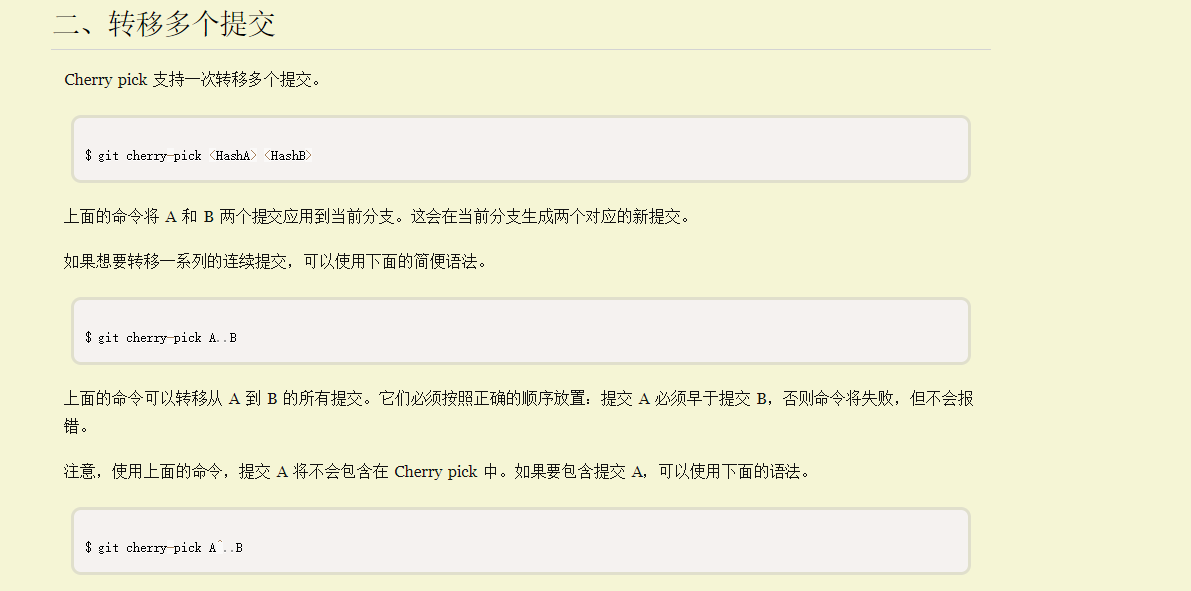 二、转移多个提交
Cherry pick 支持一次转移多个提交。
$ git cherry-pick <HashA> <HashB>
上面的命令将 A 和 B 两个提交应用到当前分支。这会在当前分支生成两个对应的新提交。
如果想要转移一系列的连续提交，可以使用下面的简便语法。
$ git cherry-pick A..B
上面的命令可以转移从 A 到 B 的所有提交。它们必须按照正确的顺序放置：提交 A 必须早于提交 B，否则命令将失败，但不会报
错。
注意，使用上面的命令，提交 A 将不会包含在 Cherry pick 中。如果要包含提交 A，可以使用下面的语法。
$ git cherry-pick A^..B